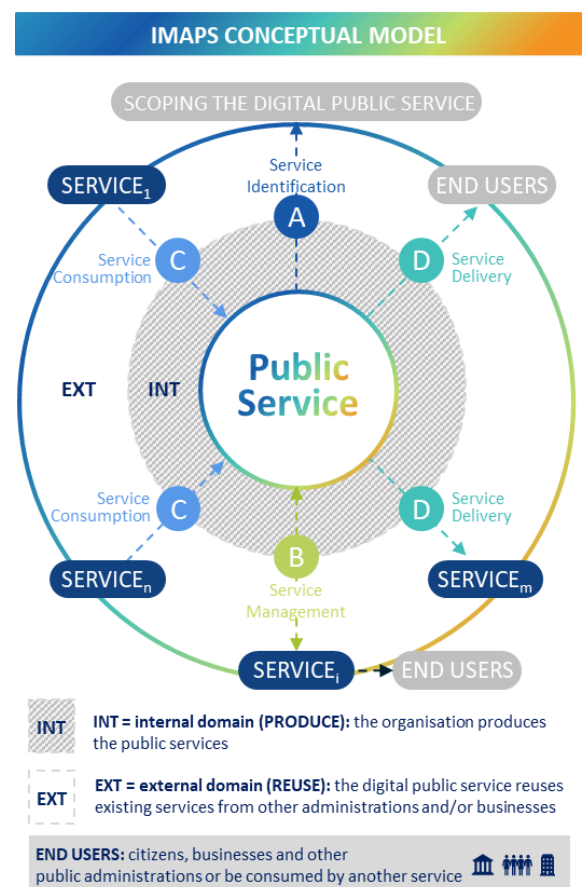 IMAPS CONCEPTUAL MODEL
SCOPING THE DIGITAL PUBLIC SERVICE
Service
Identification
SERVICE₁
END USERS
A
Service
Consumption
C
D
Service
Delivery
Public
Service
EXT
INT
Service
Consumption
C
D
Service
Delivery
B
Service
Management
SERVICEₙ
SERVICEₘ
SERVICEᵢ
END USERS
INT
INT = internal domain (PRODUCE): the organisation produces
the public services
EXT
EXT = external domain (REUSE): the digital public service reuses
existing services from other administrations and/or businesses
END USERS: citizens, businesses and other
public administrations or be consumed by another service